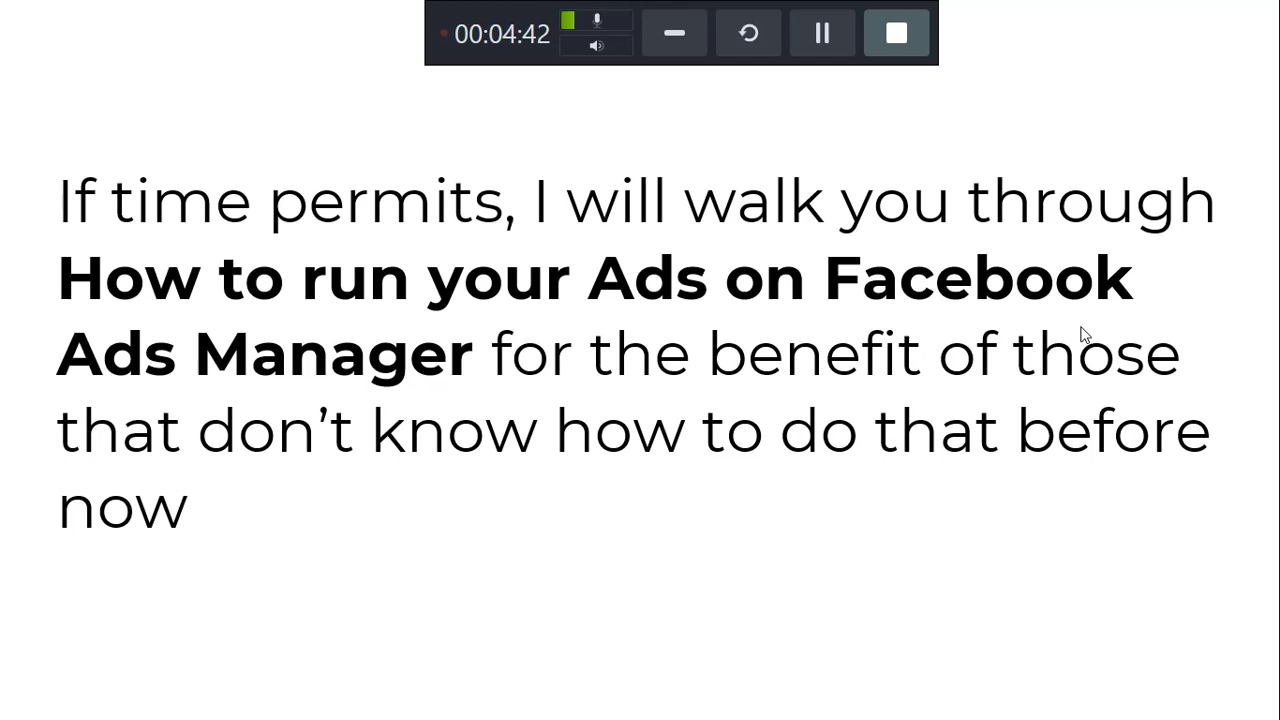 00:04:42
If time permits, I will walk you through
How to run your Ads on Facebook
Ads Manager for the benefit of those
that don’t know how to do that before
now